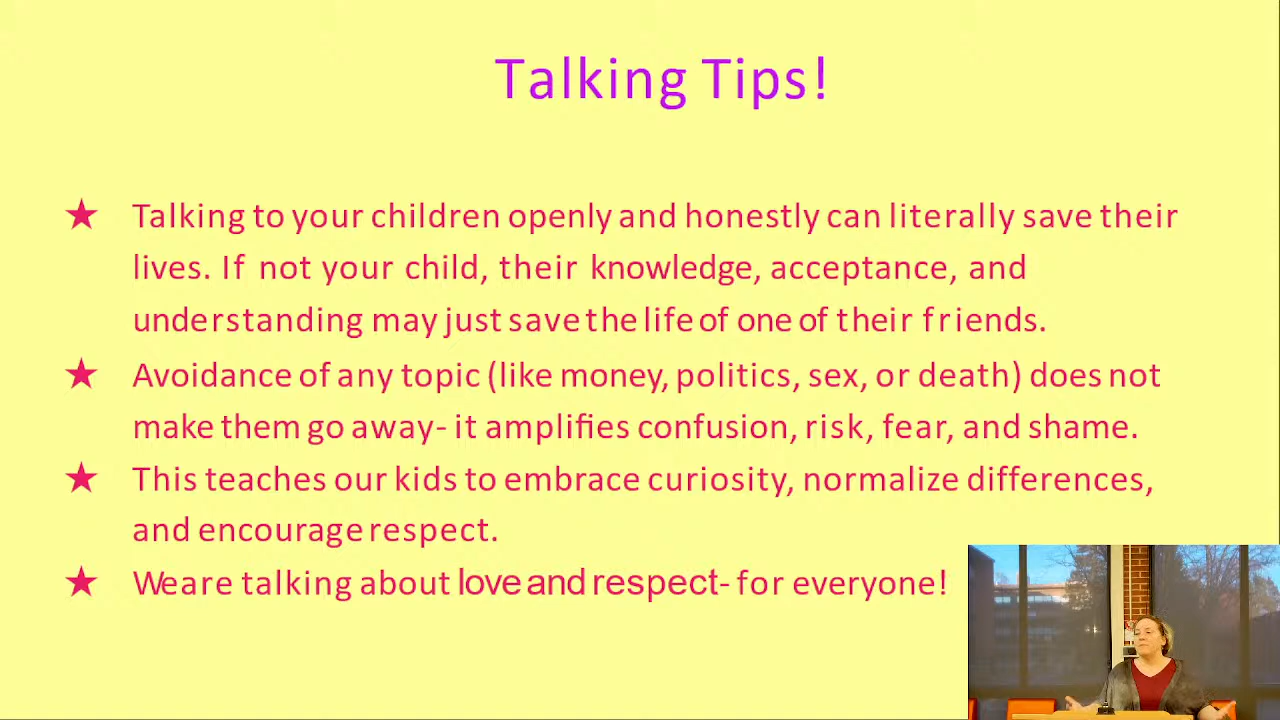 Talking Tips!
★ Talking to your children openly and honestly can literally save their
lives. If not your child, their knowledge, acceptance, and
understanding may just save the life of one of their friends.
★ Avoidance of any topic (like money, politics, sex, or death) does not
make them go away- it amplifies confusion, risk, fear, and shame.
★ This teaches our kids to embrace curiosity, normalize differences,
and encourage respect.
★ We are talking about love and respect- for everyone!